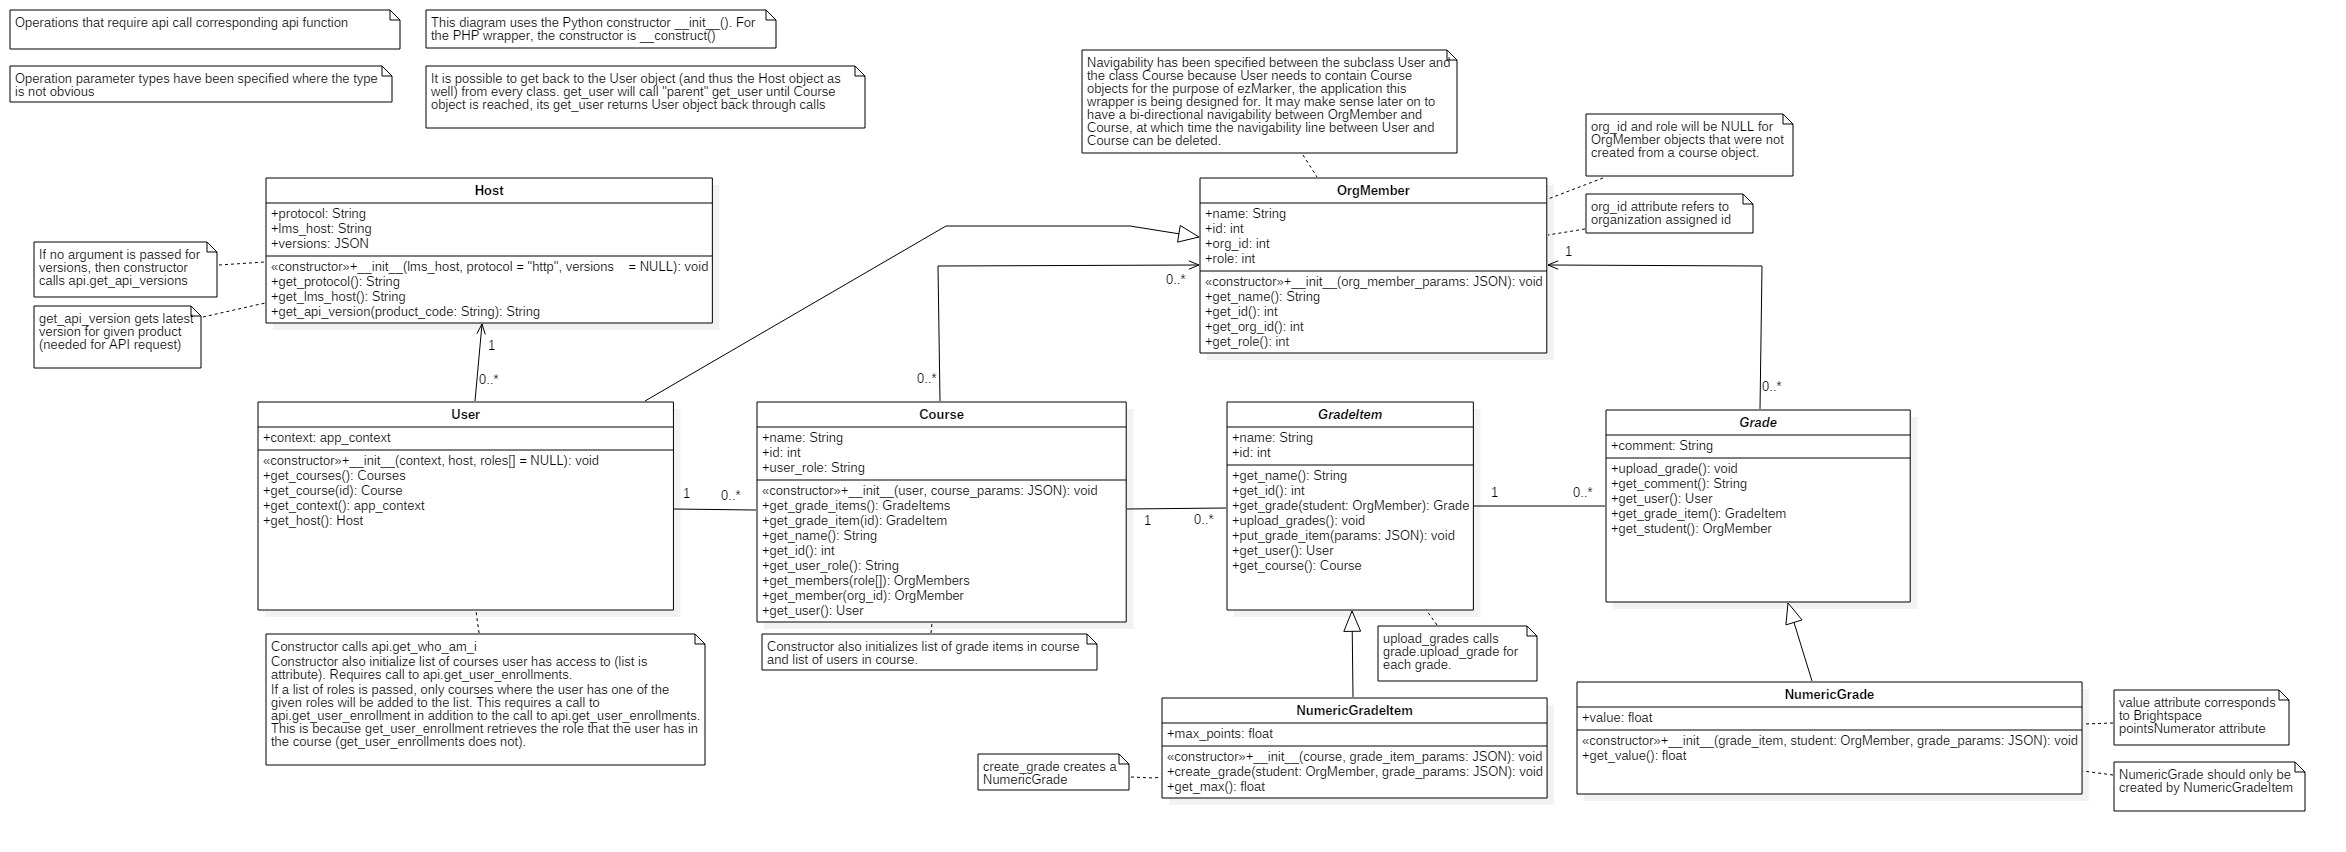 Operations that require api call corresponding api function
This diagram uses the Python constructor __init__(). For
the PHP wrapper, the constructor is __construct()
Operation parameter types have been specified where the type
is not obvious
It is possible to get back to the User object (and thus the Host object as
well) from every class. get_user will call "parent" get_user until Course
object is reached, its get_user returns User object back through calls
Navigability has been specified between the subclass User and
the class Course because User needs to contain Course
objects for the purpose of ezMarker, the application this
wrapper is being designed for. It may make sense later on to
have a bi-directional navigability between OrgMember and
Course, at which time the navigability line between User and
Course can be deleted.
org_id and role will be NULL for
OrgMember objects that were not
created from a course object.
org_id attribute refers to
organization assigned id
Host
+protocol: String
+lms_host: String
+versions: JSON
«constructor»+__init__(lms_host, protocol = "http", versions = NULL): void
+get_protocol(): String
+get_lms_host(): String
+get_api_version(product_code: String): String
If no argument is passed for
versions, then constructor
calls api.get_api_versions
get_api_version gets latest
version for given product
(needed for API request)
OrgMember
+name: String
+id: int
+org_id: int
+role: int
«constructor»+__init__(org_member_params: JSON): void
+get_name(): String
+get_id(): int
+get_org_id(): int
+get_role(): int
1
0..*
0..*
0..*
1
0..*
User
+context: app_context
«constructor»+__init__(context, host, roles[] = NULL): void
+get_courses(): Courses
+get_course(id): Course
+get_context(): app_context
+get_host(): Host
1
0..*
Course
+name: String
+id: int
+user_role: String
«constructor»+__init__(user, course_params: JSON): void
+get_grade_items(): GradeItems
+get_grade_item(id): GradeItem
+get_name(): String
+get_id(): int
+get_user_role(): String
+get_members(role[]): OrgMembers
+get_member(org_id): OrgMember
+get_user(): User
1
0..*
GradeItem
+name: String
+id: int
+get_name(): String
+get_id(): int
+get_grade(student: OrgMember): Grade
+upload_grades(): void
+put_grade_item(params: JSON): void
+get_user(): User
+get_course(): Course
1
0..*
Grade
+comment: String
+upload_grade(): void
+get_comment(): String
+get_user(): User
+get_grade_item(): GradeItem
+get_student(): OrgMember
Constructor calls api.get_who_am_i
Constructor also initialize list of courses user has access to (list is
attribute). Requires call to api.get_user_enrollments.
If a list of roles is passed, only courses where the user has one of the
given roles will be added to the list. This requires a call to
api.get_user_enrollment in addition to the call to api.get_user_enrollments.
This is because get_user_enrollment retrieves the role that the user has in
the course (get_user_enrollments does not).
Constructor also initializes list of grade items in course
and list of users in course.
upload_grades calls
grade.upload_grade for
each grade.
NumericGradeItem
+max_points: float
«constructor»+__init__(course, grade_item_params: JSON): void
+create_grade(student: OrgMember, grade_params: JSON): void
+get_max(): float
create_grade creates a
NumericGrade
NumericGrade
+value: float
«constructor»+__init__(grade_item, student: OrgMember, grade_params: JSON): void
+get_value(): float
value attribute corresponds
to Brightspace
pointsNumerator attribute
NumericGrade should only be
created by NumericGradeItem